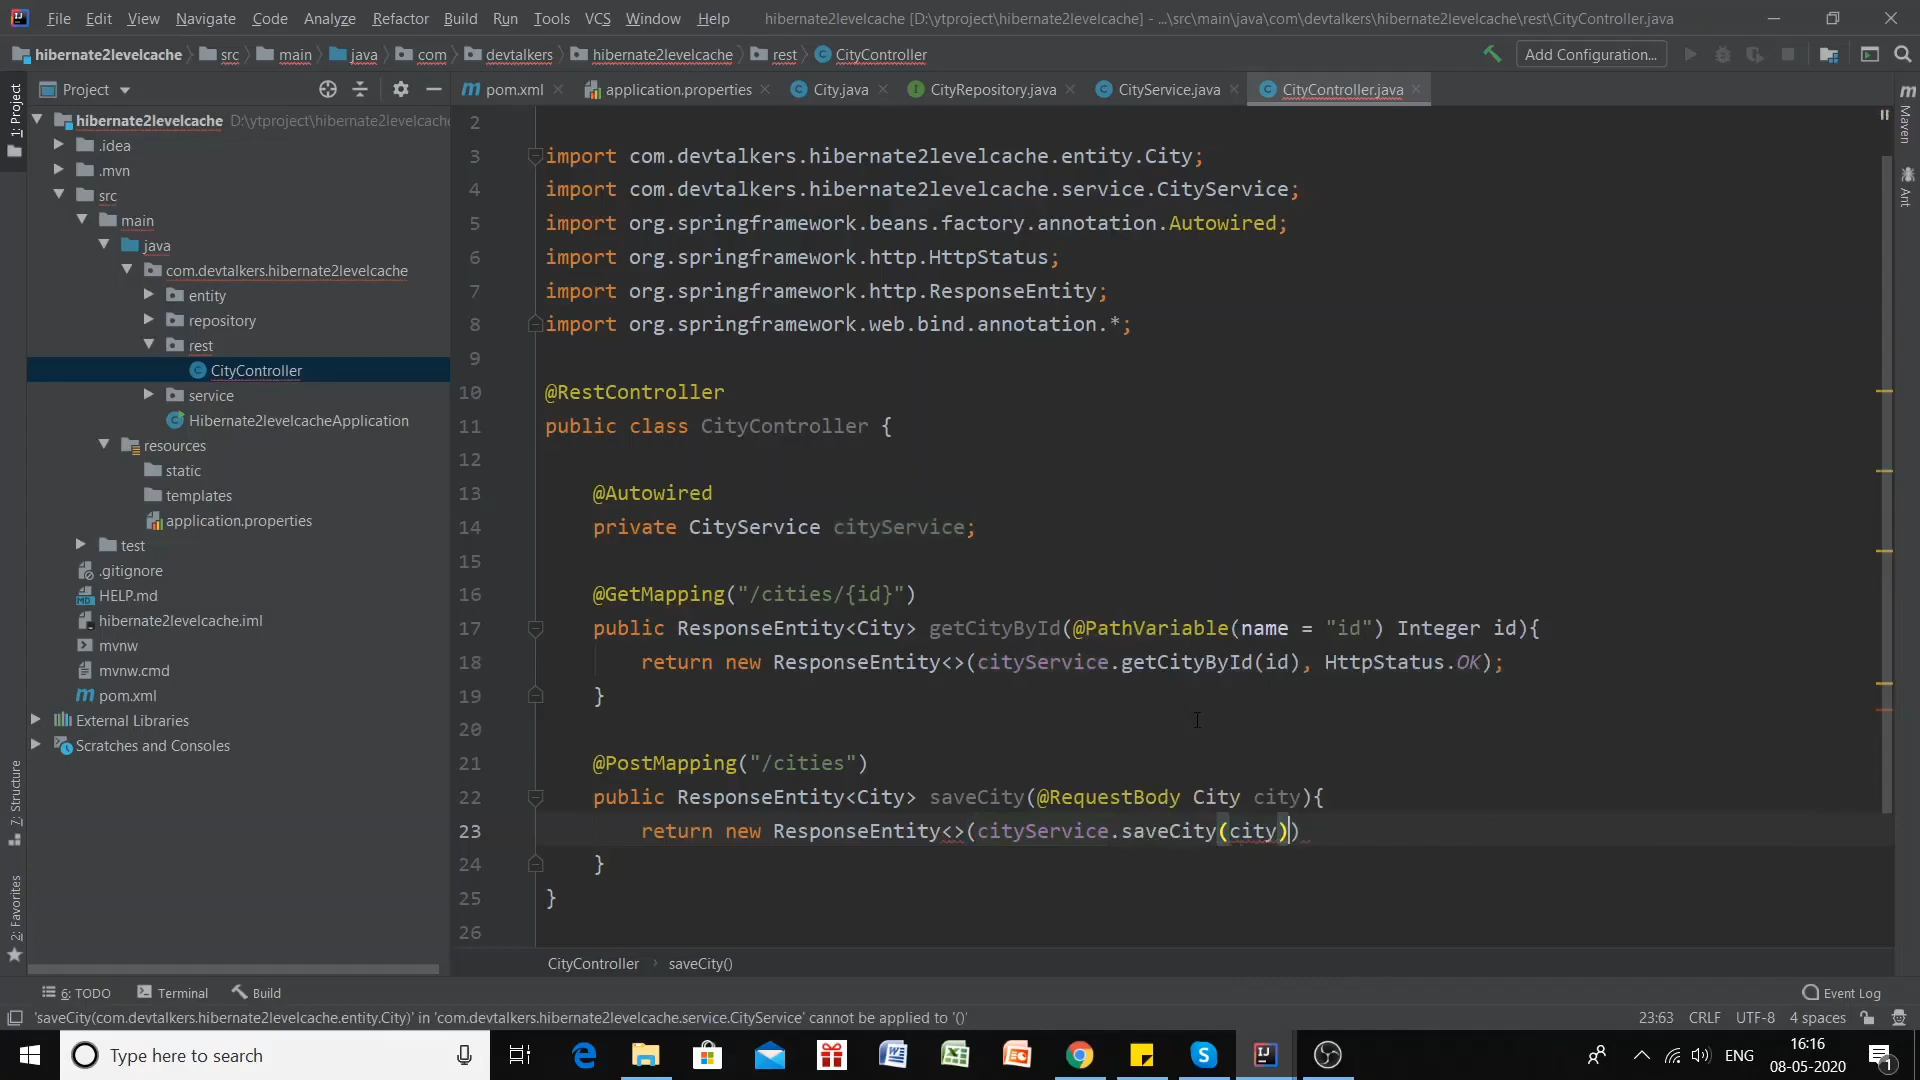 File Edit View Navigate Code Analyze Refactor Build Run Tools VCS Window Help hibernate2levelcache [D:\ytproject\hibernate2levelcache] - ...\src\main\java\com\devtalkers\hibernate2levelcache\rest\CityController.java
hibernate2levelcache src main java com devtalkers hibernate2levelcache rest CityController Add Configuration...
Project pom.xml application.properties City.java CityRepository.java CityService.java CityController.java
1: Project
7: Structure
2: Favorites
hibernate2levelcache D:\ytproject\hibernate2levelcache
.idea
.mvn
src
main
java
com.devtalkers.hibernate2levelcache
entity
repository
rest
CityController
service
Hibernate2levelcacheApplication
resources
static
templates
application.properties
test
.gitignore
HELP.md
hibernate2levelcache.iml
mvnw
mvnw.cmd
pom.xml
External Libraries
Scratches and Consoles
2
3 import com.devtalkers.hibernate2levelcache.entity.City;
4 import com.devtalkers.hibernate2levelcache.service.CityService;
5 import org.springframework.beans.factory.annotation.Autowired;
6 import org.springframework.http.HttpStatus;
7 import org.springframework.http.ResponseEntity;
8 import org.springframework.web.bind.annotation.*;
9
10 @RestController
11 public class CityController {
12
13 @Autowired
14 private CityService cityService;
15
16 @GetMapping("/cities/{id}")
17 public ResponseEntity<City> getCityById(@PathVariable(name = "id") Integer id){
18 return new ResponseEntity<>(cityService.getCityById(id), HttpStatus.OK);
19 }
20
21 @PostMapping("/cities")
22 public ResponseEntity<City> saveCity(@RequestBody City city){
23 return new ResponseEntity<>(cityService.saveCity(city))
24 }
25 }
26
Maven
Ant
CityController saveCity()
6: TODO Terminal Build Event Log
'saveCity(com.devtalkers.hibernate2levelcache.entity.City)' in 'com.devtalkers.hibernate2levelcache.service.CityService' cannot be applied to '()' 23:63 CRLF UTF-8 4 spaces
Type here to search
ENG
16:16
08-05-2020
1